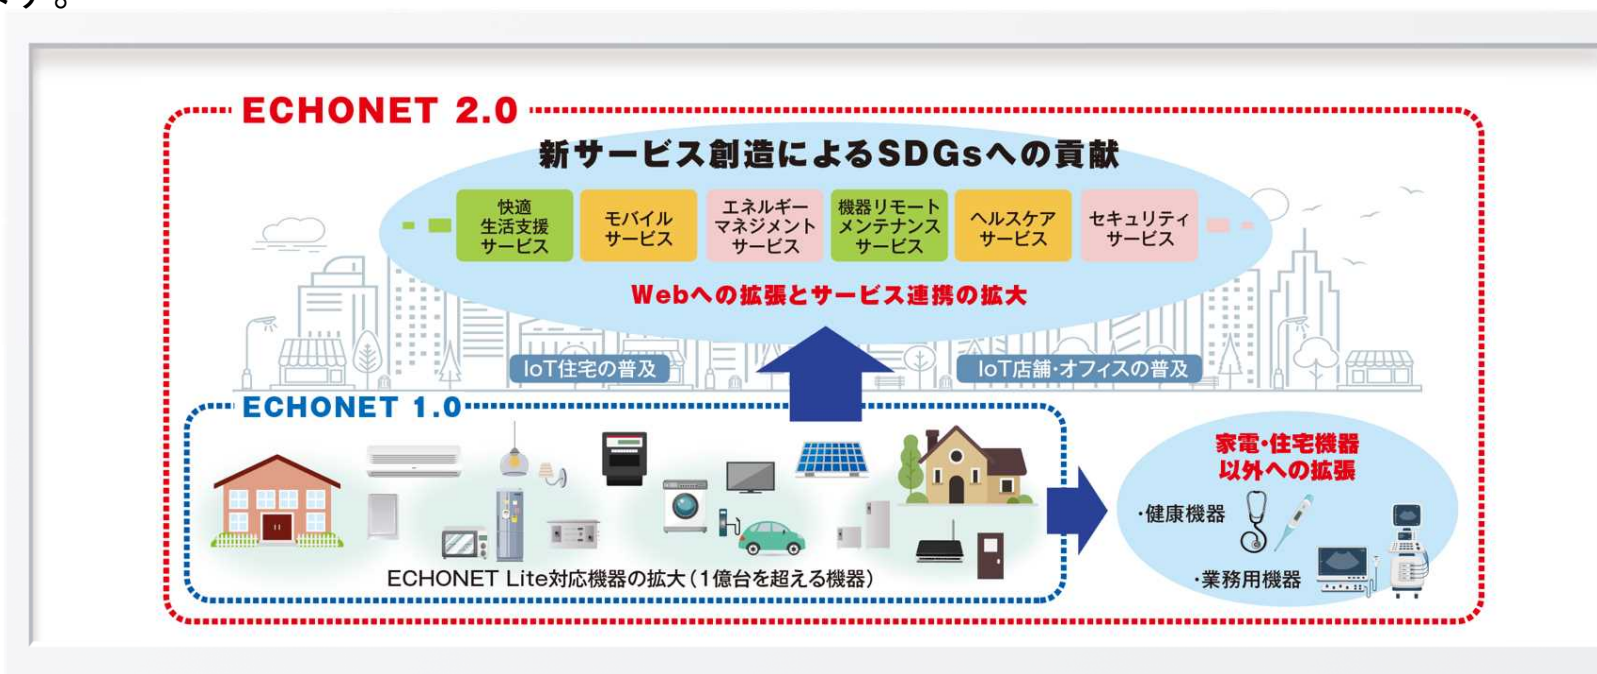 ます。
ECHONET 2.0
新サービス創造によるSDGsへの貢献
快適
生活支援
サービス
モバイル
サービス
エネルギー
マネジメント
サービス
機器リモート
メンテナンス
サービス
ヘルスケア
サービス
セキュリティ
サービス
Webへの拡張とサービス連携の拡大
IoT住宅の普及
IoT店舗・オフィスの普及
ECHONET 1.0
ECHONET Lite対応機器の拡大(1億台を超える機器)
家電・住宅機器
以外への拡張
・健康機器
・業務用機器